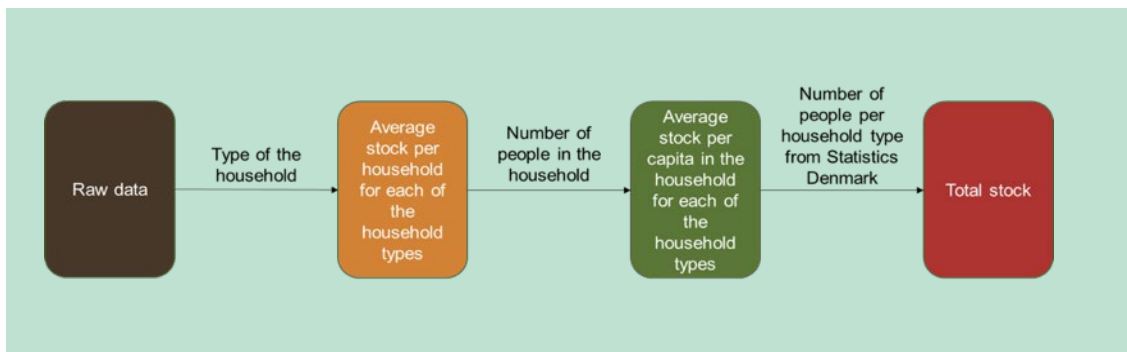 Raw data
Type of the
household
Average
stock per
household
for each of
the
household
types
Number of
people in the
household
Average
stock per
capita in the
household
for each of
the
household
types
Number of
people per
household type
from Statistics
Denmark
Total stock